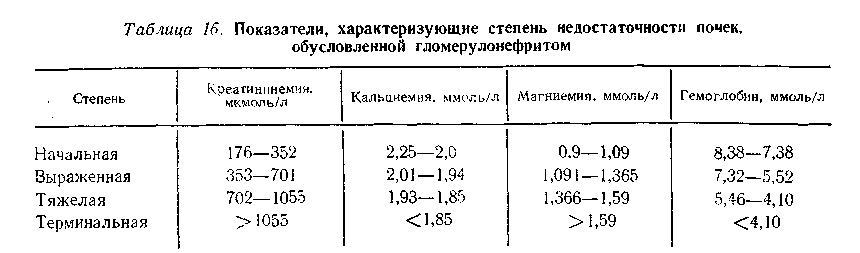 Таблица 16. Показатели, характеризующие степень недостаточности почек,
обусловленной гломерулонефритом
Степень | Креатининемия, мкмоль/л | Кальциемия, ммоль/л | Магниемия, ммоль/л | Гемоглобин, ммоль/л
Начальная | 176—352 | 2,25—2,0 | 0.9—1,09 | 8,38—7,38
Выраженная | 353—701 | 2,01—1,94 | 1,091—1,365 | 7,32—5,52
Тяжелая | 702—1055 | 1,93—1,85 | 1,366—1,59 | 5,46—4,10
Терминальная | >1055 | <1,85 | >1,59 | <4,10